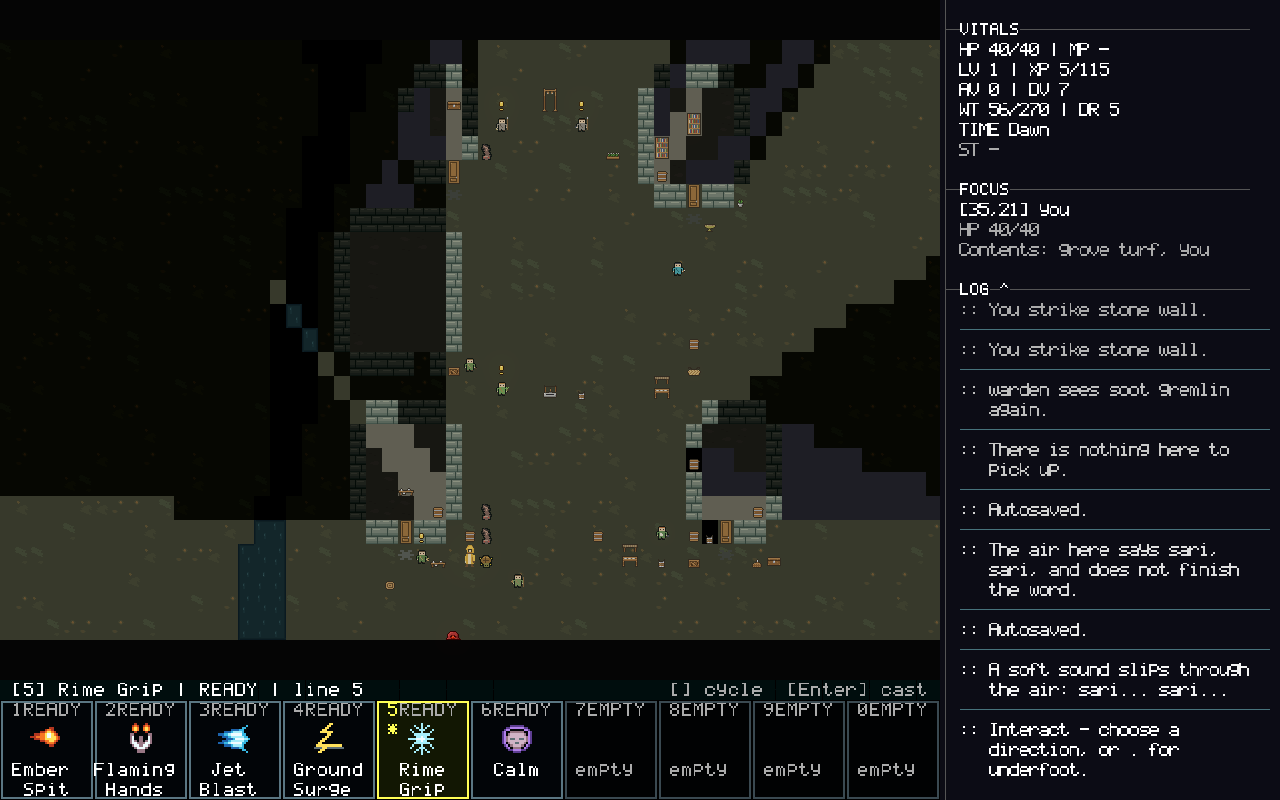 VITALS
HP 40/40 | MP -
LV 1 | XP 5/115
AV 0 | DV 7
WT 56/270 | DR 5
TIME Dawn
ST -
FOCUS
[35,21] You
HP 40/40
Contents: grove turf, You
LOG ^
:: You strike stone wall.
:: You strike stone wall.
:: warden sees soot gremlin
again.
:: There is nothing here to
pick up.
:: Autosaved.
:: The air here says sari,
sari, and does not finish
the word.
:: Autosaved.
:: A soft sound slips through
the air: sari... sari...
:: Interact - choose a
direction, or . for
underfoot.
[5] Rime Grip | READY | line 5
[] cycle [Enter] cast
1READY 2READY 3READY 4READY 5READY 6READY 7EMPTY 8EMPTY 9EMPTY 0EMPTY
*
Ember Flaming Jet Ground Rime Calm empty empty empty empty
Spit Hands Blast Surge Grip